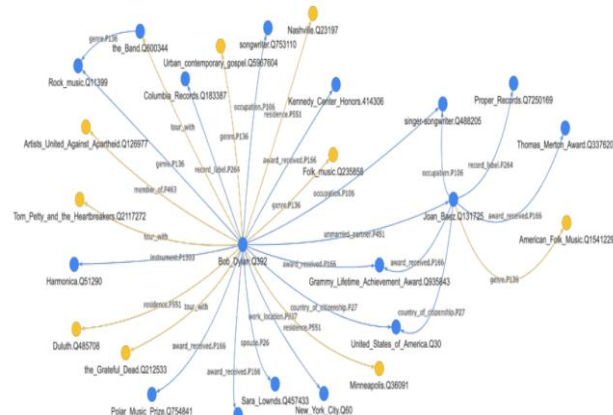 Nashville.Q23197
genre.P136
the_Band.Q600344
songwriter.Q753110
Urban_contemporary_gospel.Q5967604
Rock_music.Q11399
Columbia_Records.Q183387
Kennedy_Center_Honors.414306
Proper_Records.Q7250169
occupation.P106
residence.P551
singer-songwriter.Q488205
tour_with
Artists_United_Against_Apartheid.Q126977
genre.P136
Thomas_Merton_Award.Q337620
genre.P136
record_label.P264
award_received.P166
Folk_music.Q235858
occupation.P106
record_label.P264
member_of.P463
genre.P136
occupation.P106
Tom_Petty_and_the_Heartbreakers.Q2117272
Joan_Baez.Q131725
award_received.P166
tour_with
unmarried_partner.P451
American_Folk_Music.Q1541229
instrument.P1303
Bob_Dylan.Q392
award_received.P166
award_received.P166
genre.P136
Harmonica.Q51290
Grammy_Lifetime_Achievement_Award.Q935843
residence.P551
tour_with
country_of_citizenship.P27
country_of_citizenship.P27
work_location.P937
residence.P551
Duluth.Q485708
award_received.P166
spouse.P26
United_States_of_America.Q30
the_Grateful_Dead.Q212533
award_received.P166
Minneapolis.Q36091
Polar_Music_Prize.Q754841
Sara_Lownds.Q457433
New_York_City.Q60